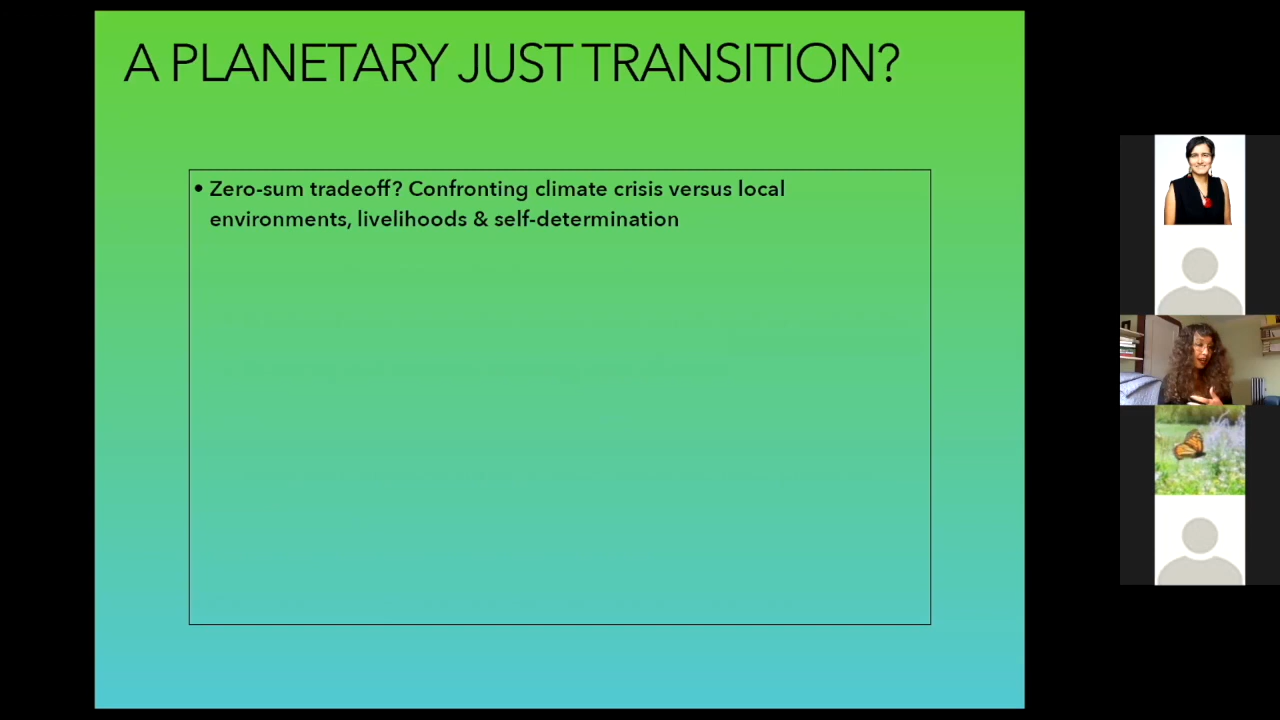 A PLANETARY JUST TRANSITION?
• Zero-sum tradeoff? Confronting climate crisis versus local
environments, livelihoods & self-determination